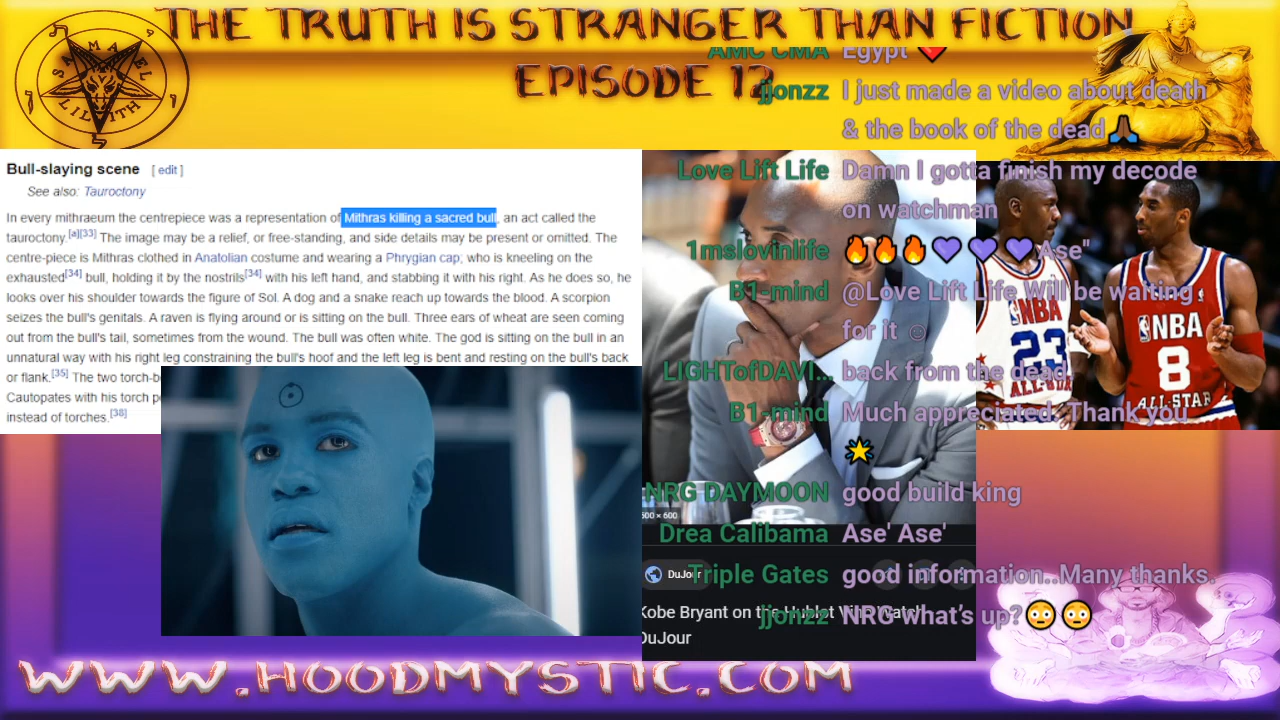 THE TRUTH IS STRANGER THAN FICTION
EPISODE 12
SAMAEL
LILITH
AMC CMA Egypt ❤️
jjonzz I just made a video about death
& the book of the dead🙏🏾
Love Lift Life Damn I gotta finish my decode
on watchman
1mslovinlife 🔥🔥🔥💜💜💜Ase"
B1-mind @Love Lift Life Will be waiting
for it ☺
LIGHTofDAVI... back from the dead.
B1-mind Much appreciated. Thank you
🌟
NRG DAYMOON good build king
Drea Calibama Ase' Ase'
Triple Gates good information..Many thanks.
jjonzz NRG what's up?😳😳
Bull-slaying scene [ edit ]
See also: Tauroctony
In every mithraeum the centrepiece was a representation of Mithras killing a sacred bull, an act called the
tauroctony.[a][33] The image may be a relief, or free-standing, and side details may be present or omitted. The
centre-piece is Mithras clothed in Anatolian costume and wearing a Phrygian cap; who is kneeling on the
exhausted[34] bull, holding it by the nostrils[34] with his left hand, and stabbing it with his right. As he does so, he
looks over his shoulder towards the figure of Sol. A dog and a snake reach up towards the blood. A scorpion
seizes the bull's genitals. A raven is flying around or is sitting on the bull. Three ears of wheat are seen coming
out from the bull's tail, sometimes from the wound. The bull was often white. The god is sitting on the bull in an
unnatural way with his right leg constraining the bull's hoof and the left leg is bent and resting on the bull's back
or flank.[35] The two torch-b
Cautopates with his torch p
instead of torches.[38]
NBA
23
ALL-STAR
NBA
8
ALL-STAR
500 × 600
DuJour
Kobe Bryant on the Hublot Vino Watch
DuJour
WWW.HOODMYSTIC.COM